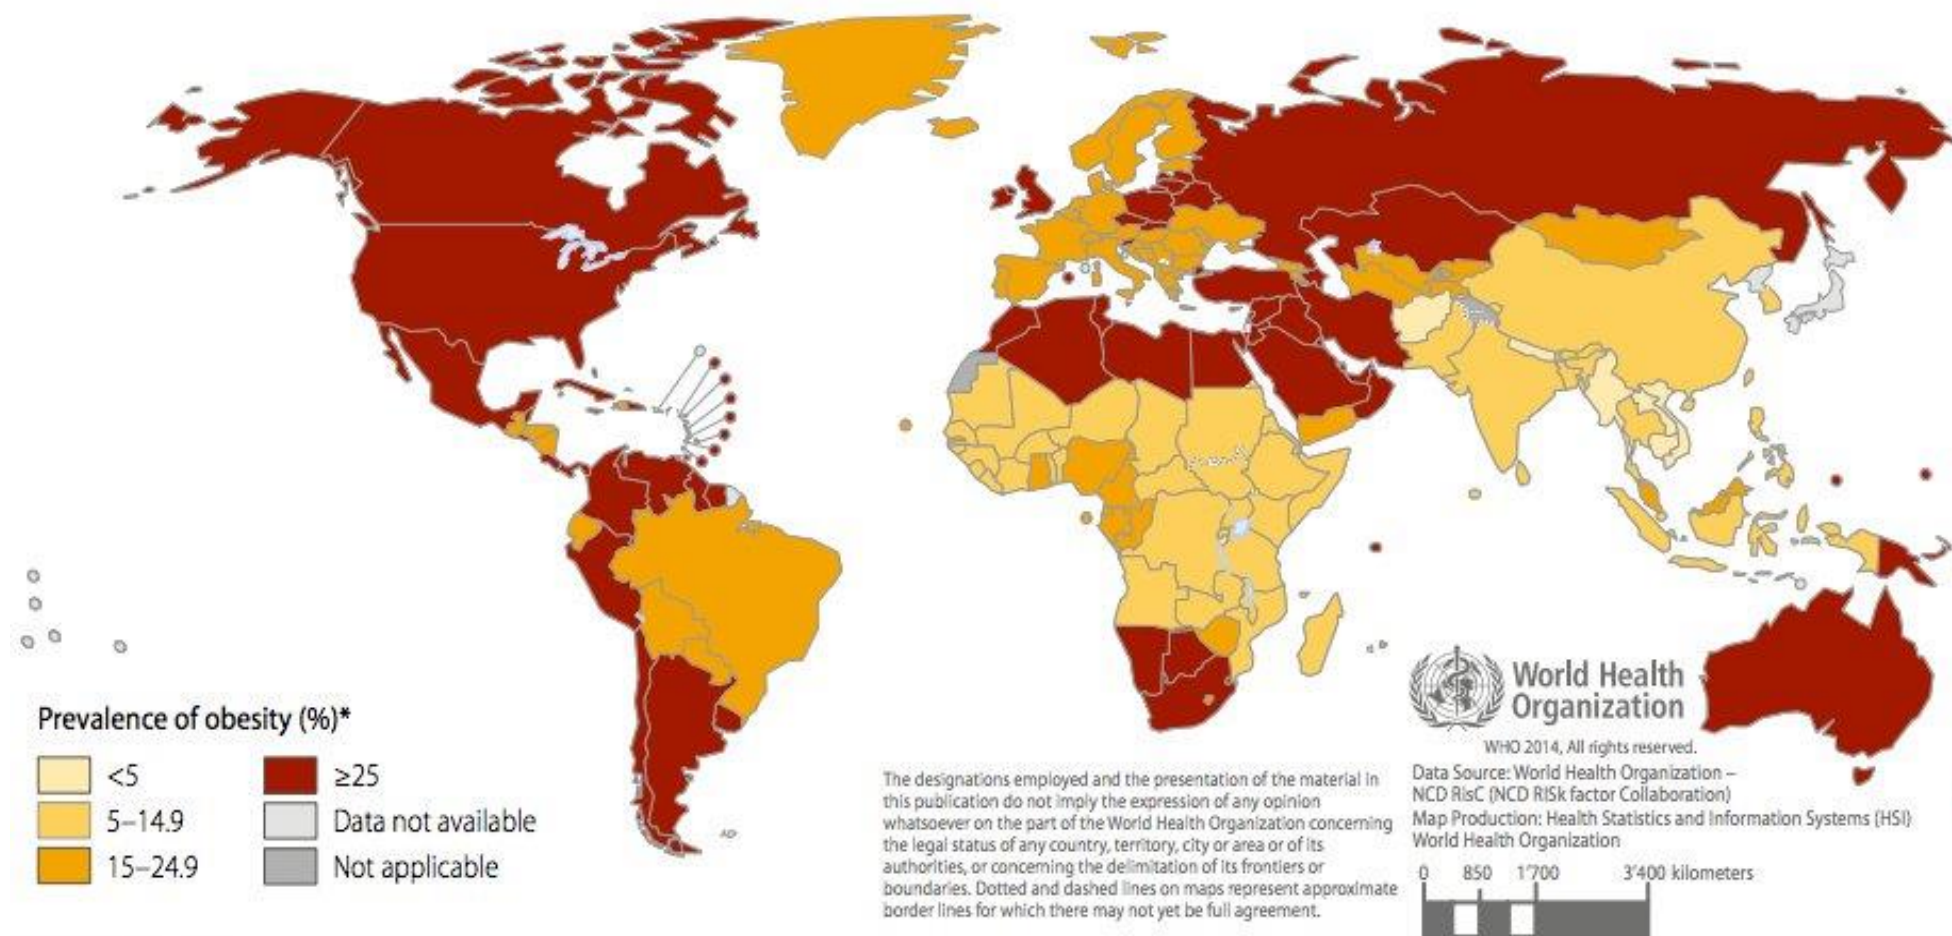 Prevalence of obesity (%)*
<5
5–14.9
15–24.9
≥25
Data not available
Not applicable
The designations employed and the presentation of the material in
this publication do not imply the expression of any opinion
whatsoever on the part of the World Health Organization concerning
the legal status of any country, territory, city or area or of its
authorities, or concerning the delimitation of its frontiers or
boundaries. Dotted and dashed lines on maps represent approximate
border lines for which there may not yet be full agreement.
World Health
Organization
WHO 2014, All rights reserved.
Data Source: World Health Organization –
NCD RisC (NCD RISk factor Collaboration)
Map Production: Health Statistics and Information Systems (HSI)
World Health Organization
0 850 1'700 3'400 kilometers